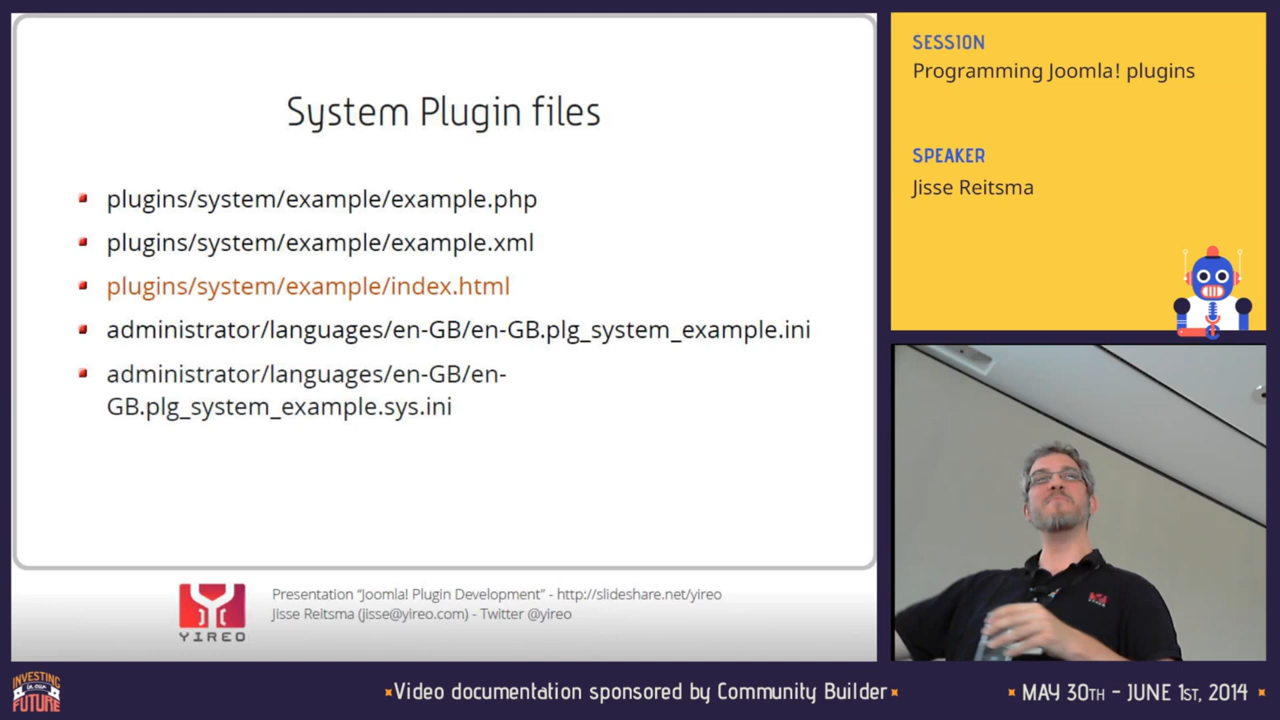 System Plugin files
plugins/system/example/example.php
plugins/system/example/example.xml
plugins/system/example/index.html
administrator/languages/en-GB/en-GB.plg_system_example.ini
administrator/languages/en-GB/en-
GB.plg_system_example.sys.ini
YIREO
Presentation “Joomla! Plugin Development” - http://slideshare.net/yireo
Jisse Reitsma (jisse@yireo.com) - Twitter @yireo
SESSION
Programming Joomla! plugins
SPEAKER
Jisse Reitsma
INVESTING
IN OUR
FUTURE
Video documentation sponsored by Community Builder
MAY 30TH - JUNE 1ST, 2014